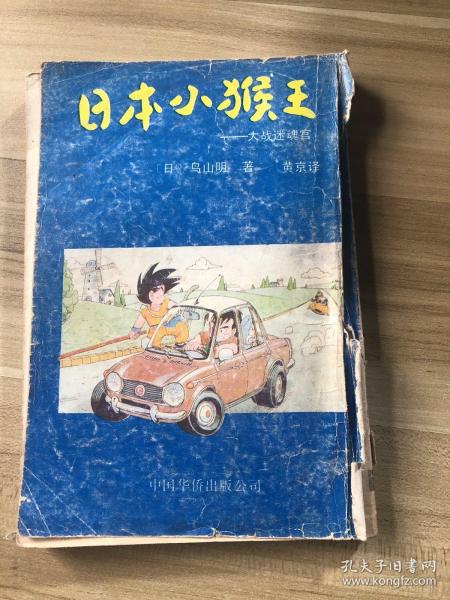 日本小猴王
——大战迷魂宫
〔日〕鸟山明 著 黄京译
中国华侨出版公司
孔夫子旧书网
www.kongfz.com